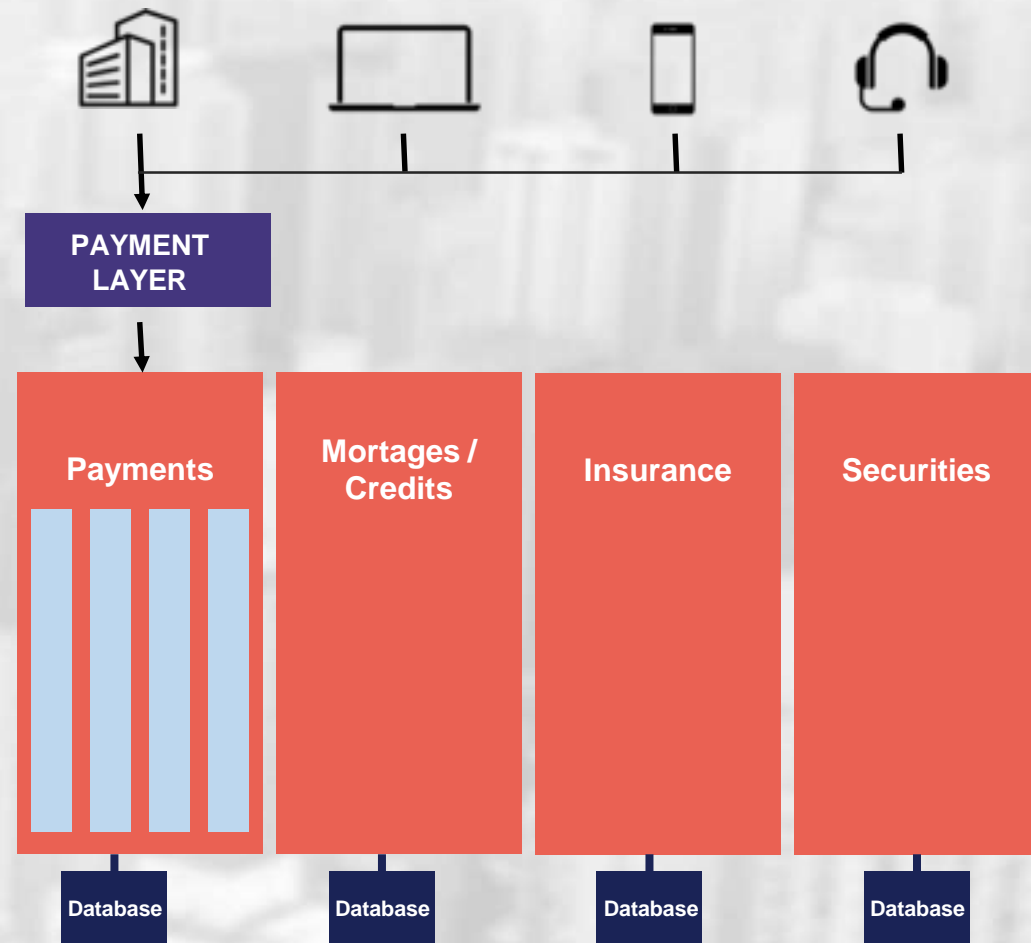 PAYMENT
LAYER
Payments
Mortages /
Credits
Insurance
Securities
Database
Database
Database
Database